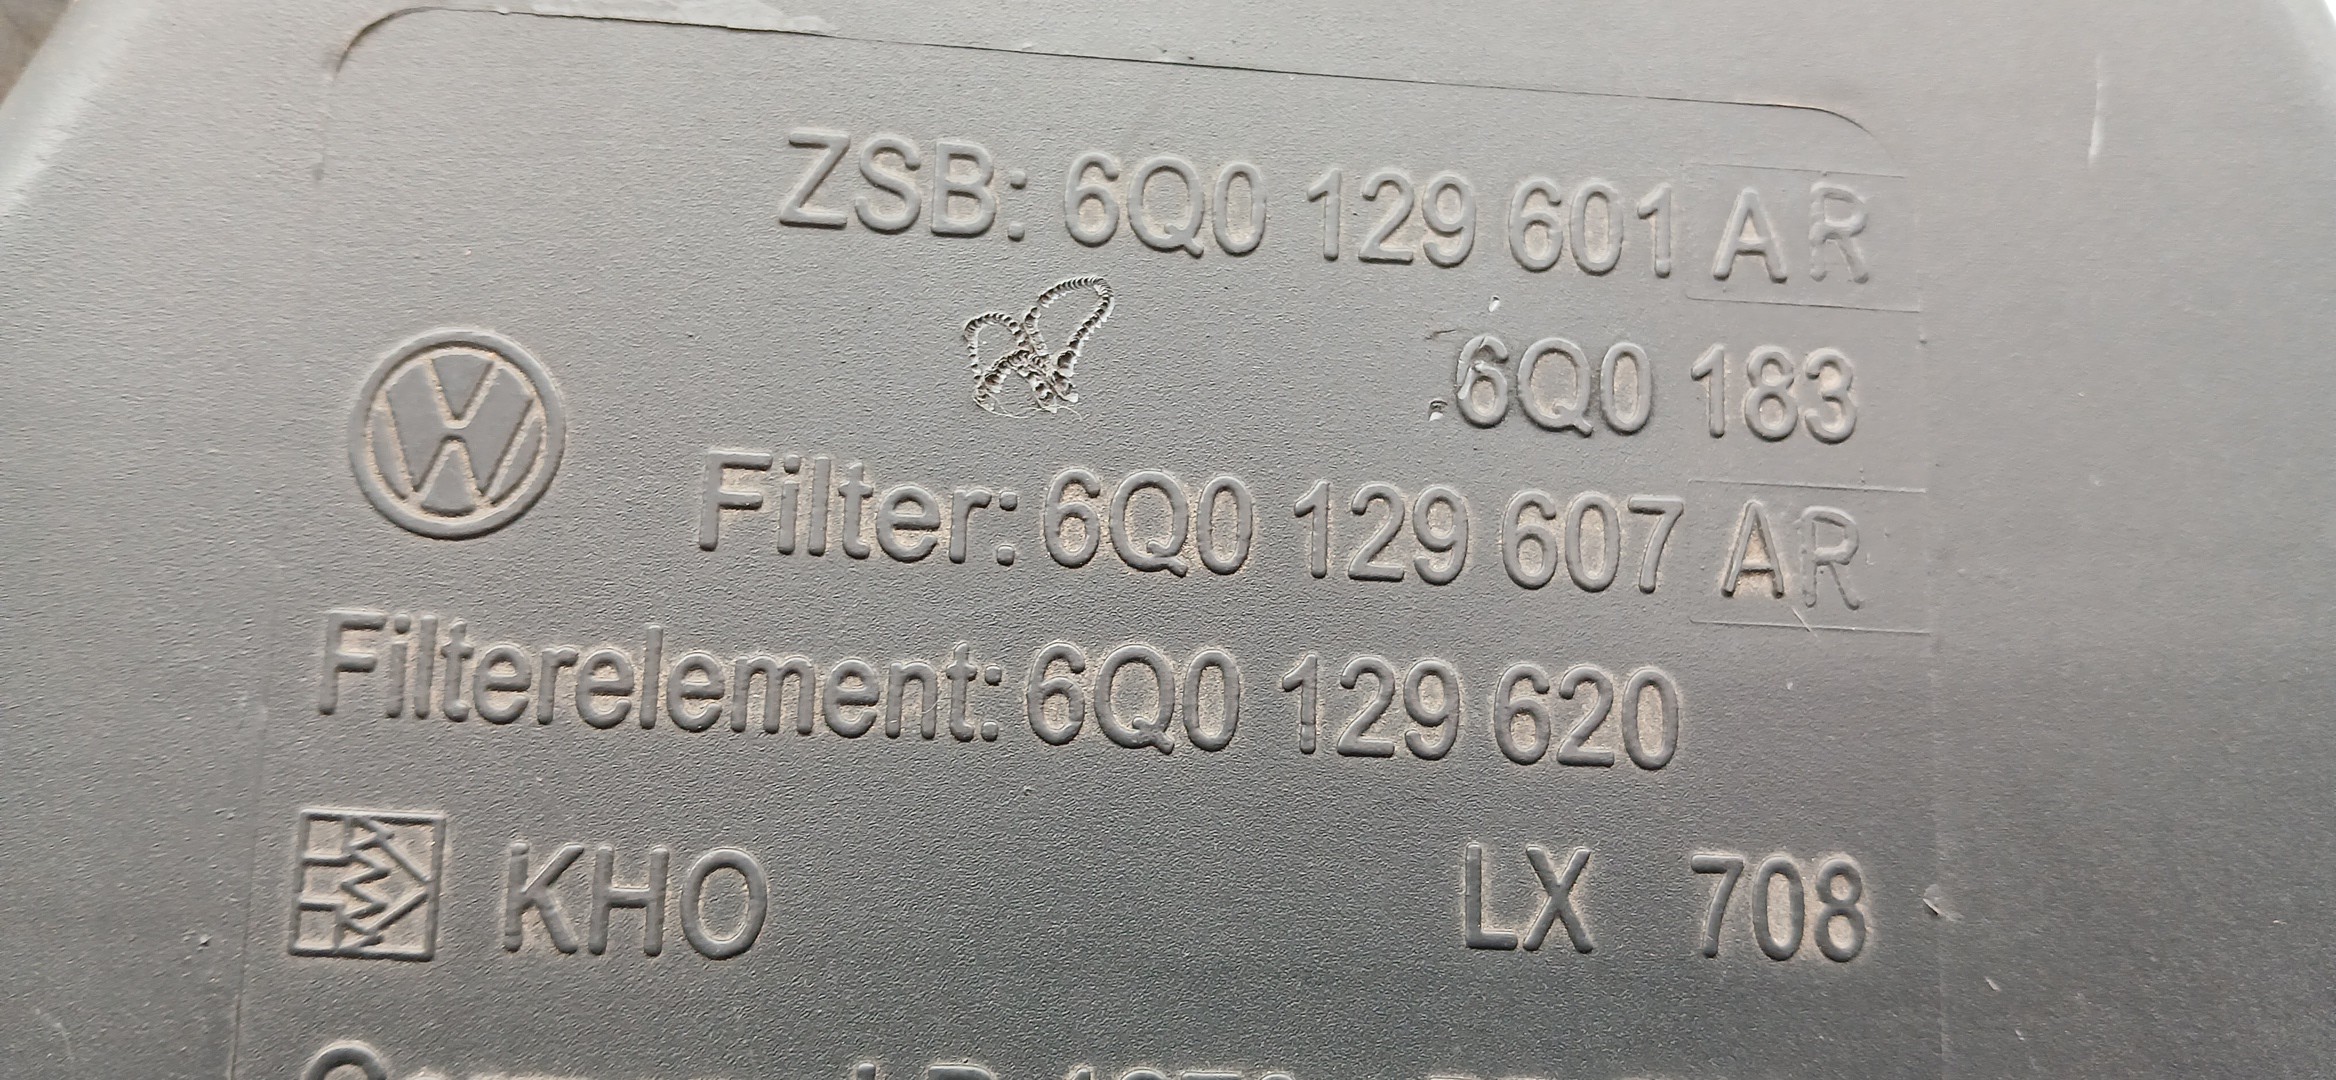 ZSB: 6Q0 129 601 AR
6Q0 183
Filter: 6Q0 129 607 AR
Filterelement: 6Q0 129 620
KHO LX 708